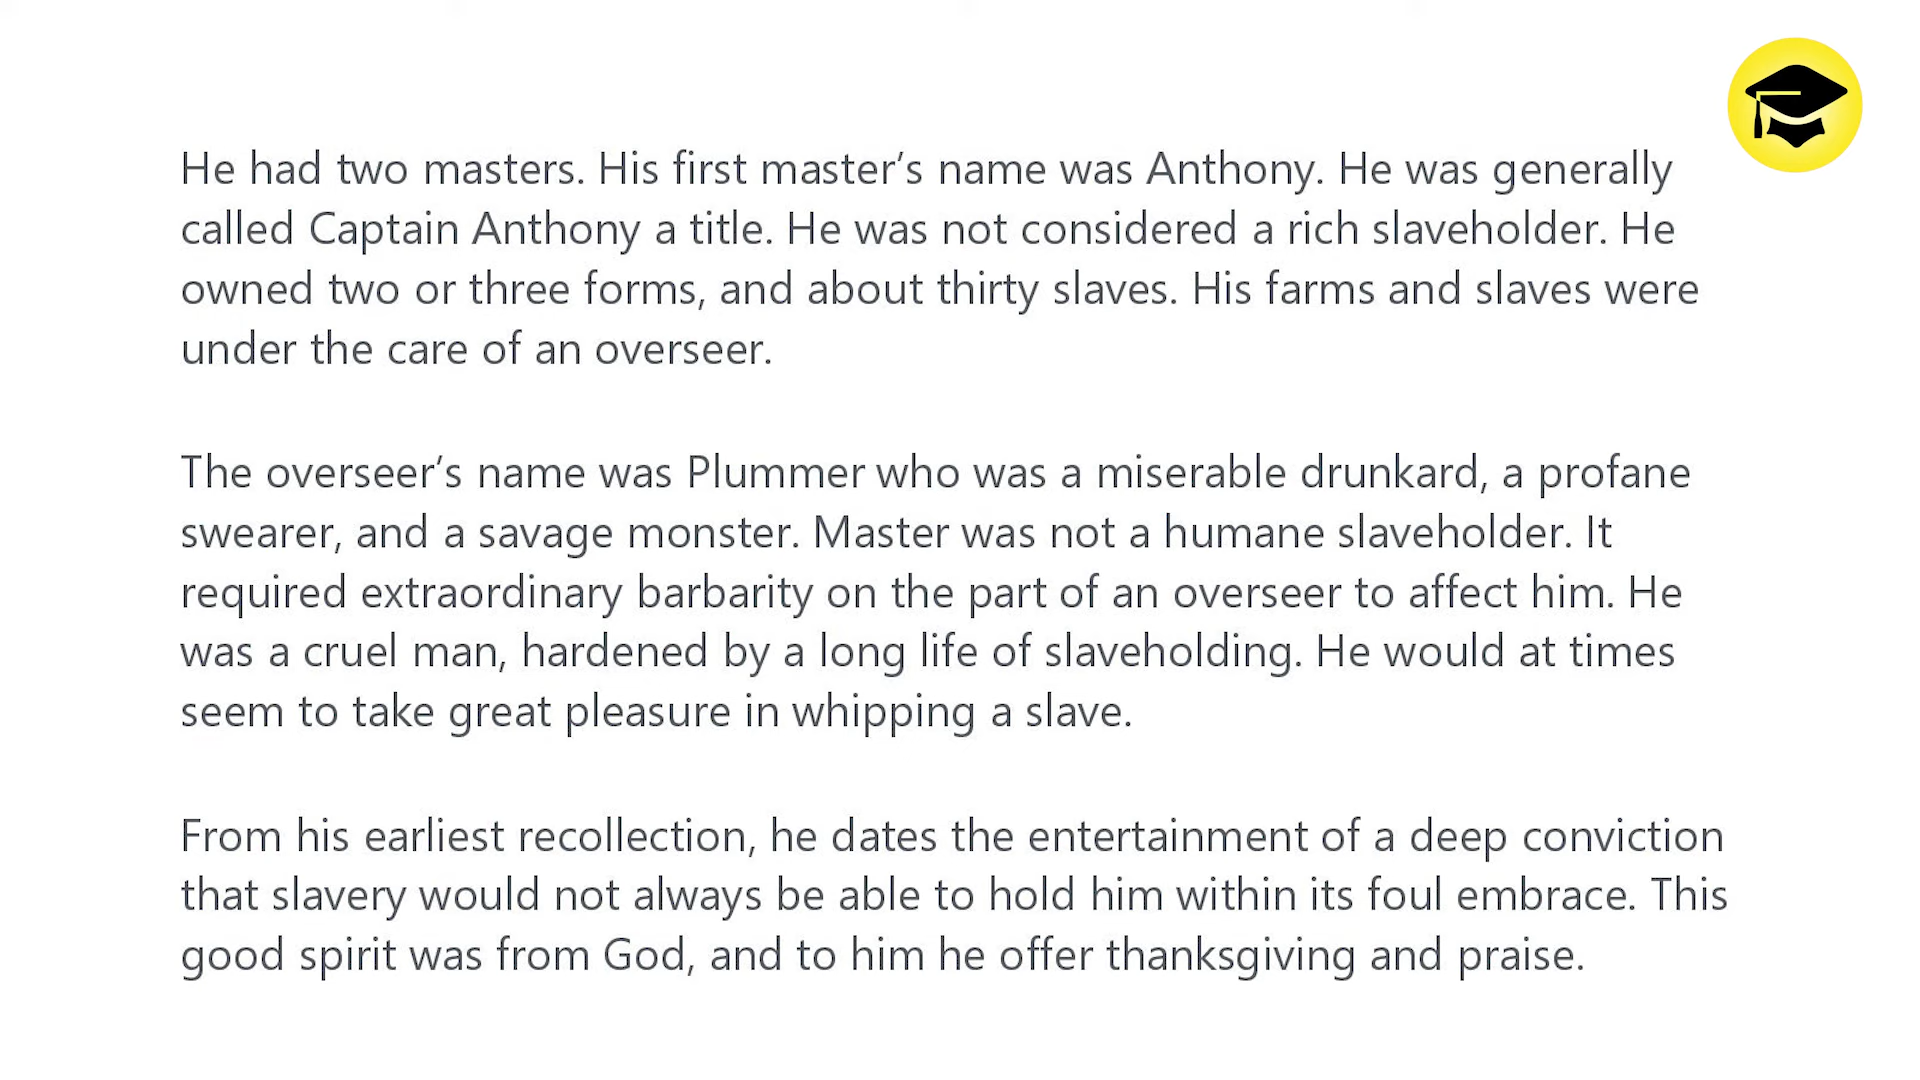 He had two masters. His first master’s name was Anthony. He was generally
called Captain Anthony a title. He was not considered a rich slaveholder. He
owned two or three forms, and about thirty slaves. His farms and slaves were
under the care of an overseer.
The overseer’s name was Plummer who was a miserable drunkard, a profane
swearer, and a savage monster. Master was not a humane slaveholder. It
required extraordinary barbarity on the part of an overseer to affect him. He
was a cruel man, hardened by a long life of slaveholding. He would at times
seem to take great pleasure in whipping a slave.
From his earliest recollection, he dates the entertainment of a deep conviction
that slavery would not always be able to hold him within its foul embrace. This
good spirit was from God, and to him he offer thanksgiving and praise.